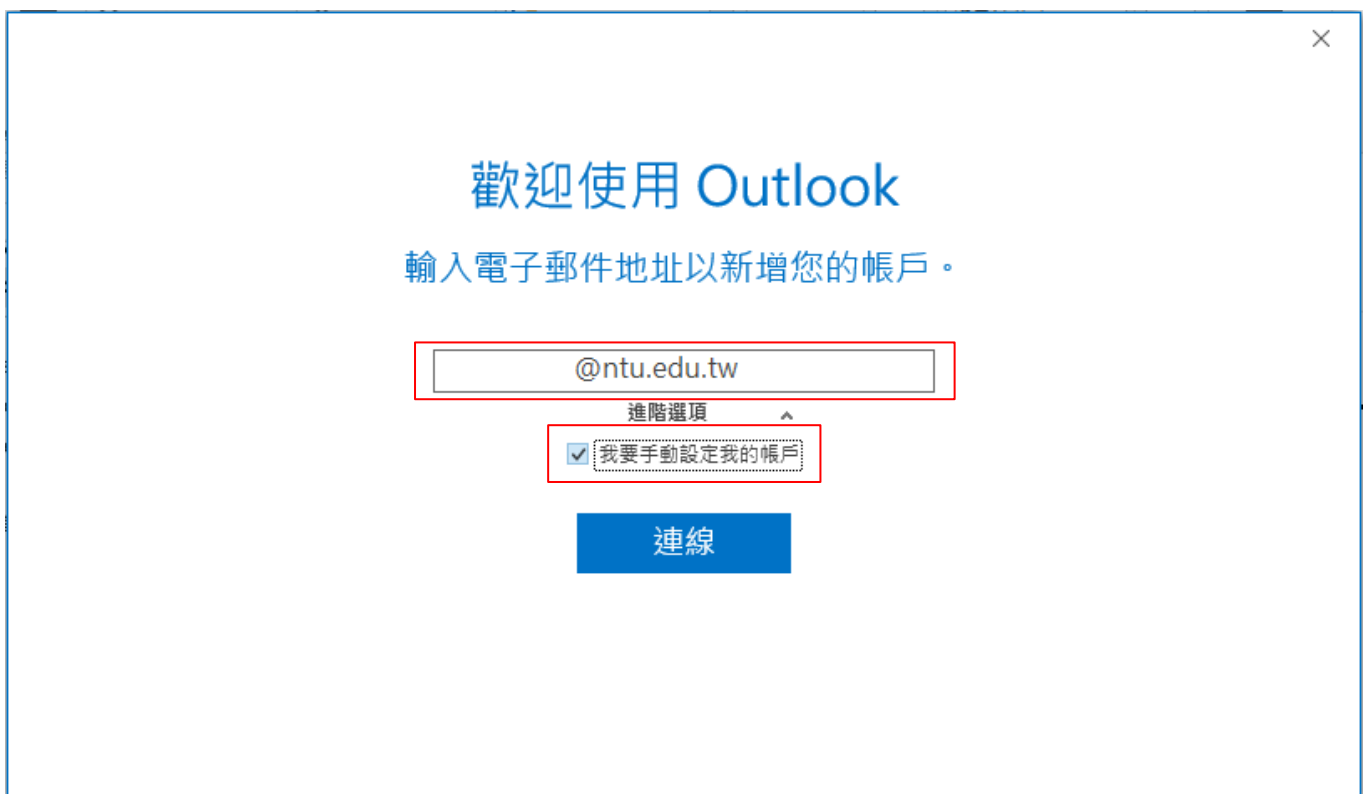 歡迎使用 Outlook
輸入電子郵件地址以新增您的帳戶。
@ntu.edu.tw
進階選項
我要手動設定我的帳戶
連線